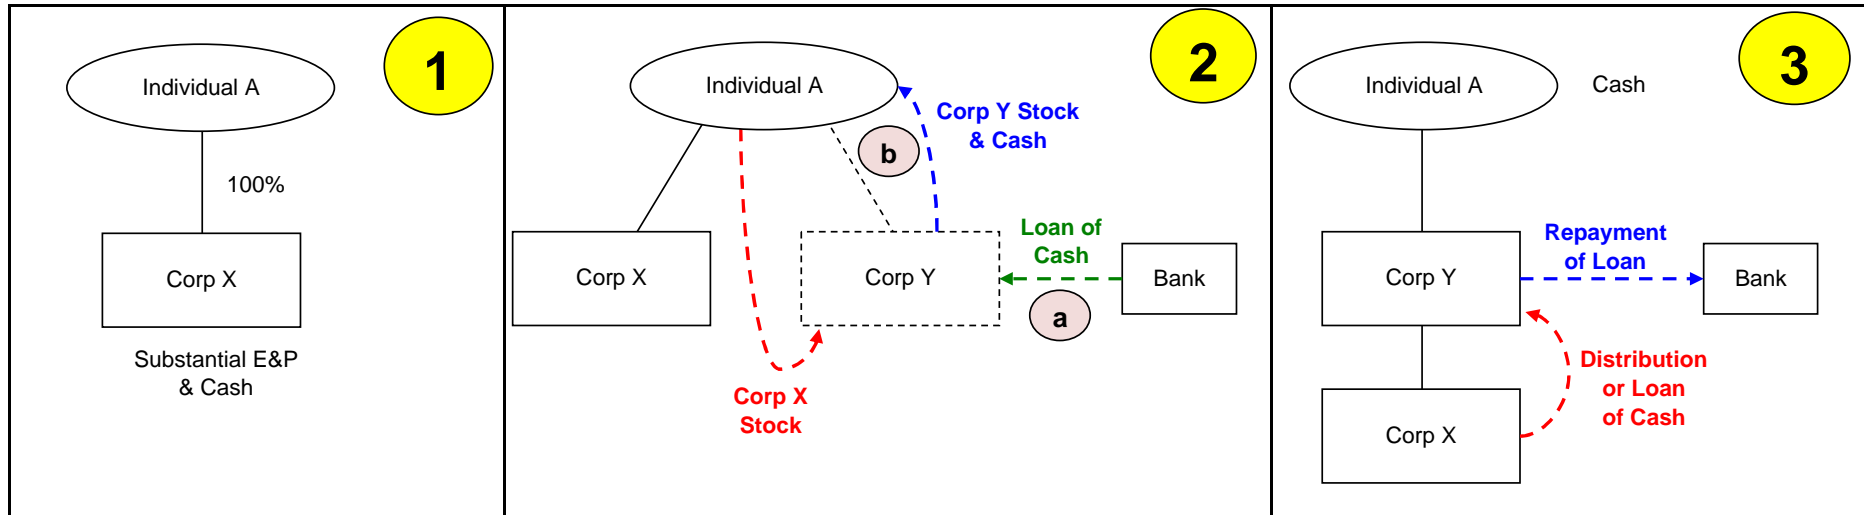 1
Individual A
100%
Corp X
Substantial E&P
& Cash
2
Individual A
Corp Y Stock
& Cash
b
Corp X
Corp Y
Loan of
Cash
Bank
a
Corp X
Stock
3
Individual A
Cash
Corp Y
Repayment
of Loan
Bank
Distribution
or Loan
of Cash
Corp X